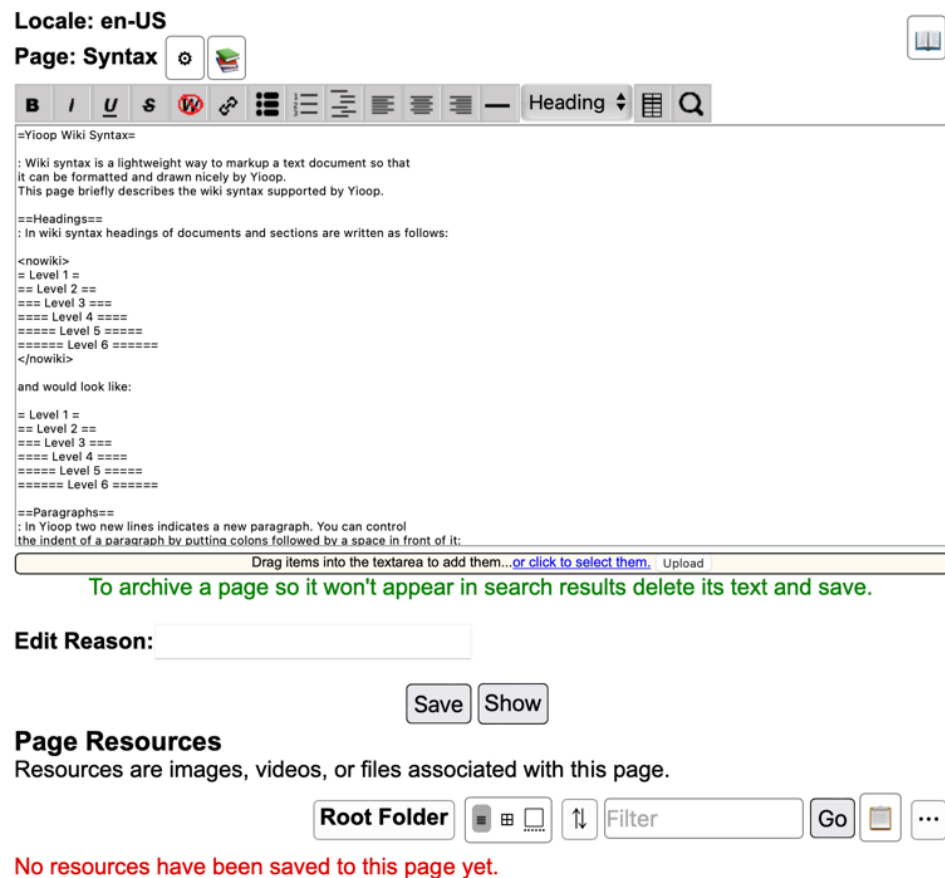 Locale: en-US
Page: Syntax
B I U S W Heading
=Yioop Wiki Syntax=
: Wiki syntax is a lightweight way to markup a text document so that
it can be formatted and drawn nicely by Yioop.
This page briefly describes the wiki syntax supported by Yioop.
==Headings==
: In wiki syntax headings of documents and sections are written as follows:
<nowiki>
= Level 1 =
== Level 2 ==
=== Level 3 ===
==== Level 4 ====
===== Level 5 =====
====== Level 6 ======
</nowiki>
and would look like:
= Level 1 =
== Level 2 ==
=== Level 3 ===
==== Level 4 ====
===== Level 5 =====
====== Level 6 ======
==Paragraphs==
: In Yioop two new lines indicates a new paragraph. You can control
the indent of a paragraph by putting colons followed by a space in front of it:
Drag items into the textarea to add them...or click to select them. Upload
To archive a page so it won't appear in search results delete its text and save.
Edit Reason:
Save Show
Page Resources
Resources are images, videos, or files associated with this page.
Root Folder Filter Go ...
No resources have been saved to this page yet.